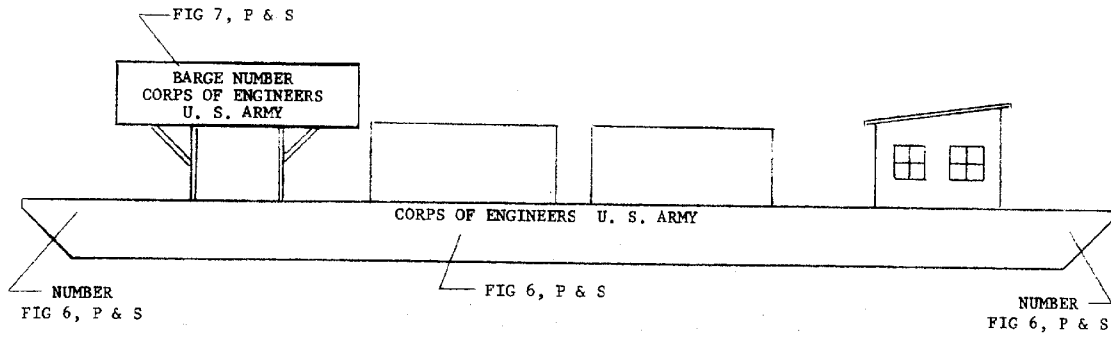 FIG 7, P & S
BARGE NUMBER
CORPS OF ENGINEERS
U. S. ARMY
CORPS OF ENGINEERS U. S. ARMY
NUMBER
FIG 6, P & S
FIG 6, P & S
NUMBER
FIG 6, P & S